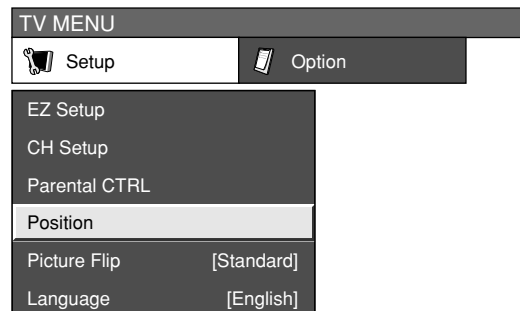 TV MENU
Setup Option
EZ Setup
CH Setup
Parental CTRL
Position
Picture Flip [Standard]
Language [English]